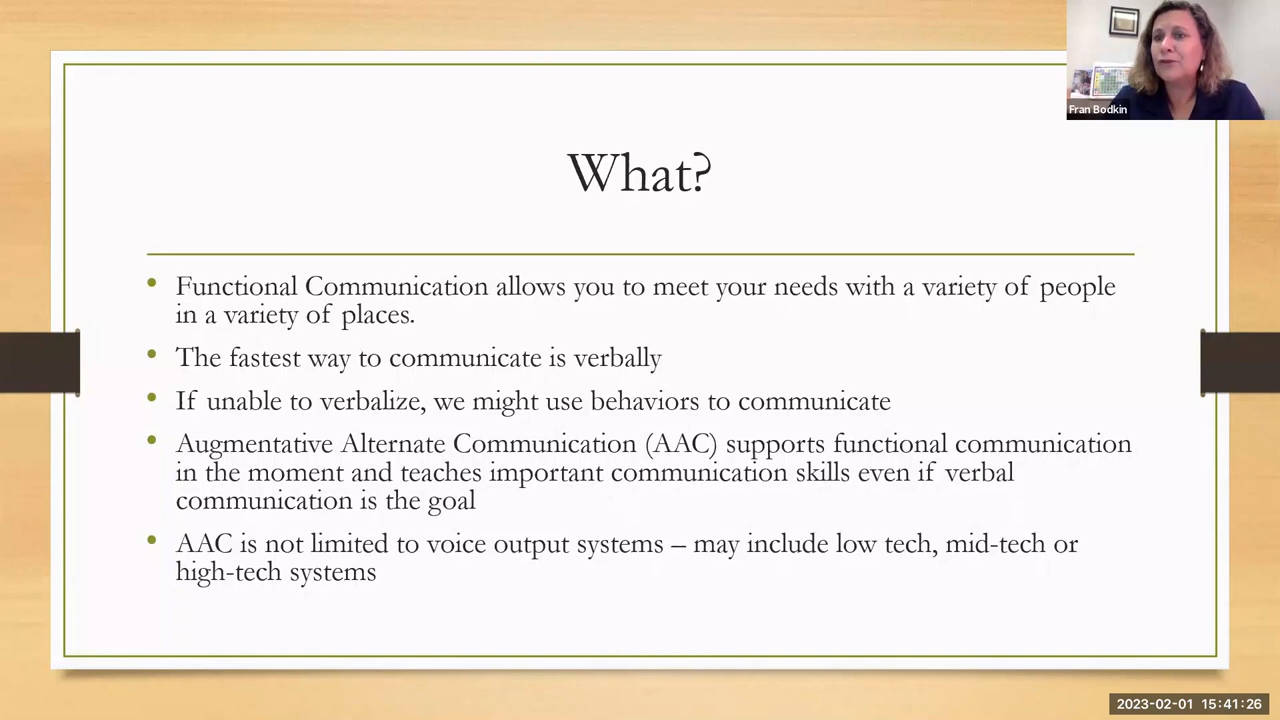 Fran Bodkin
What?
• Functional Communication allows you to meet your needs with a variety of people
in a variety of places.
• The fastest way to communicate is verbally
• If unable to verbalize, we might use behaviors to communicate
• Augmentative Alternate Communication (AAC) supports functional communication
in the moment and teaches important communication skills even if verbal
communication is the goal
• AAC is not limited to voice output systems – may include low tech, mid-tech or
high-tech systems
2023-02-01 15:41:26